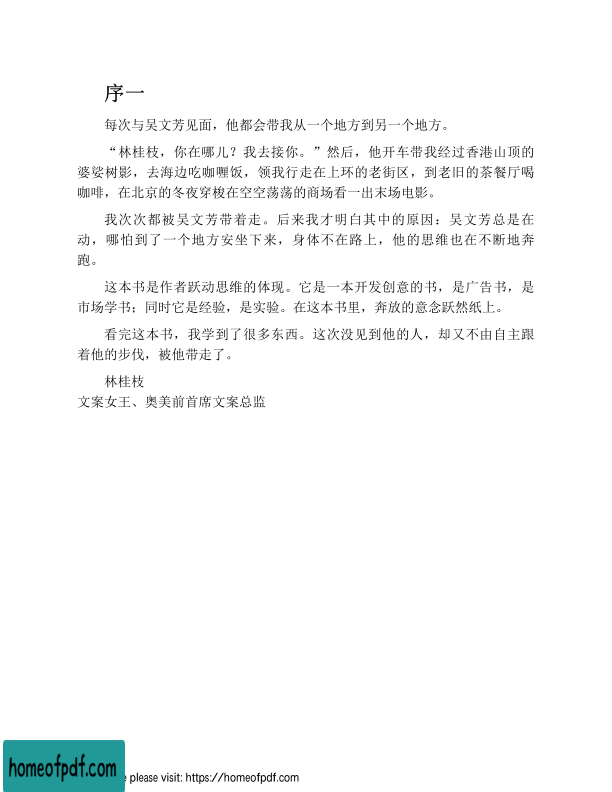 序一
每次与吴文芳见面，他都会带我从一个地方到另一个地方。
“林桂枝，你在哪儿？我去接你。”然后，他开车带我经过香港山顶的
婆娑树影，去海边吃咖喱饭，领我行走在上环的老街区，到老旧的茶餐厅喝
咖啡，在北京的冬夜穿梭在空空荡荡的商场看一出末场电影。
我次次都被吴文芳带着走。后来我才明白其中的原因：吴文芳总是在
动，哪怕到了一个地方安坐下来，身体不在路上，他的思维也在不断地奔
跑。
这本书是作者跃动思维的体现。它是一本开发创意的书，是广告书，是
市场学书；同时它是经验，是实验。在这本书里，奔放的意念跃然纸上。
看完这本书，我学到了很多东西。这次没见到他的人，却又不由自主跟
着他的步伐，被他带走了。
林桂枝
文案女王、奥美前首席文案总监
homeofpdf.com
e please visit: https://homeofpdf.com